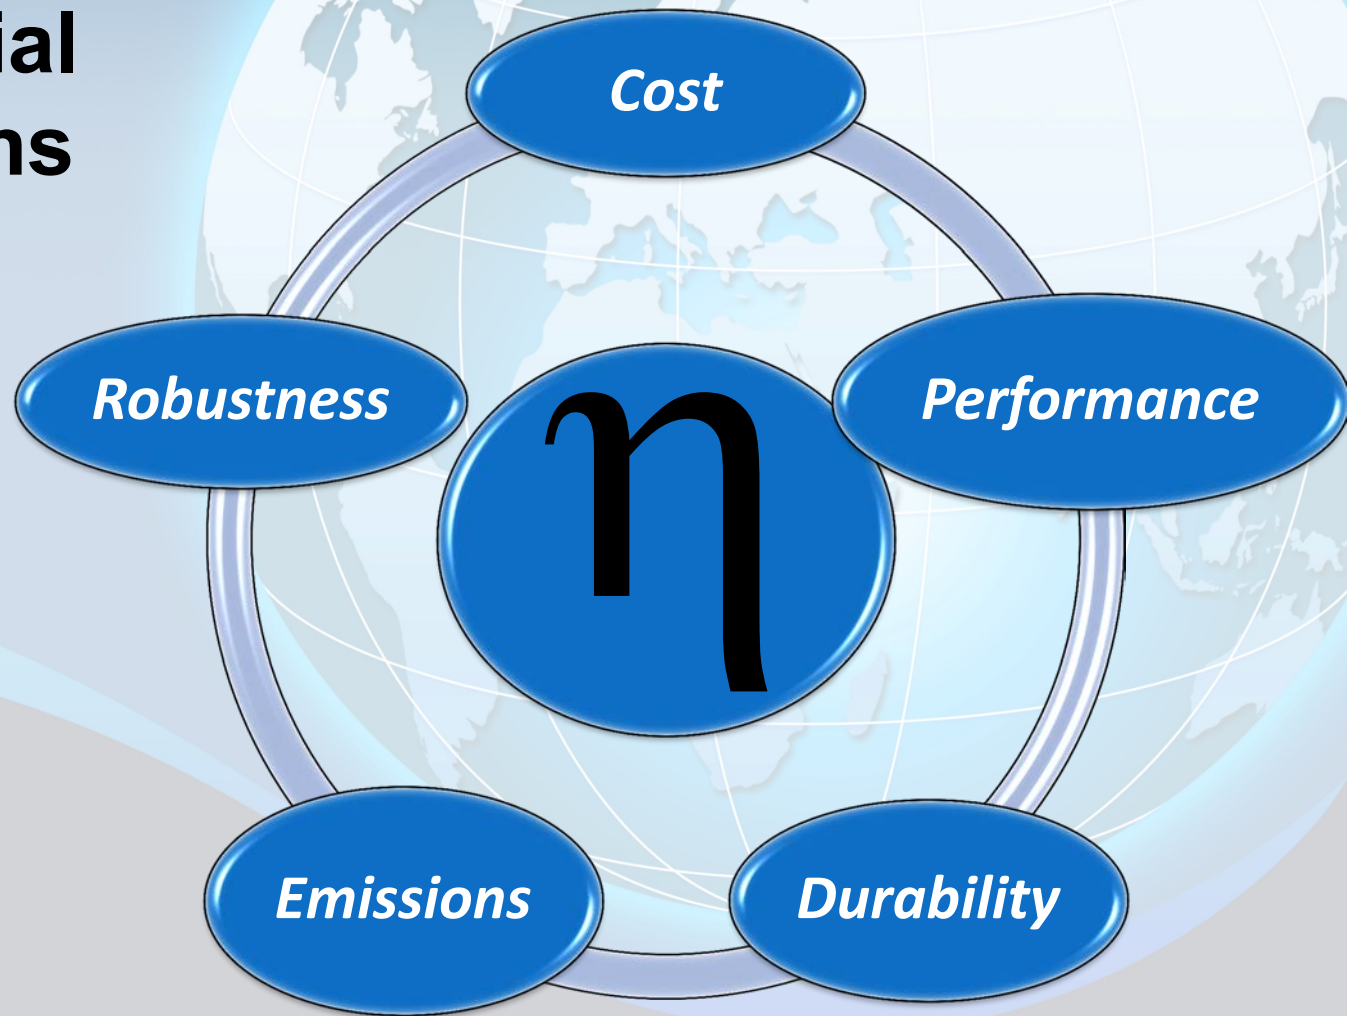 ial
ns
Cost
Robustness
Performance
η
Emissions
Durability